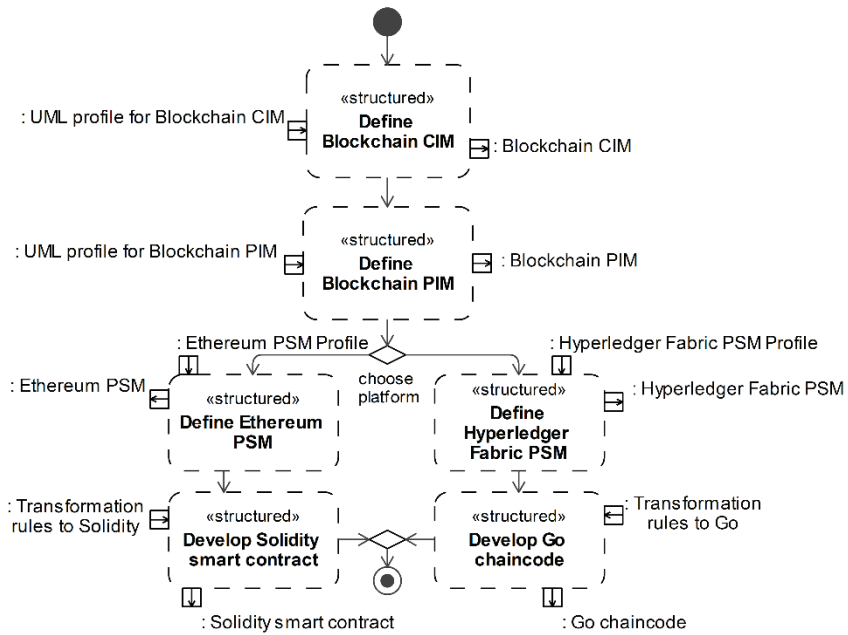 «structured»
Define
Blockchain CIM
: UML profile for Blockchain CIM
: Blockchain CIM
«structured»
Define
Blockchain PIM
: UML profile for Blockchain PIM
: Blockchain PIM
: Ethereum PSM Profile
: Hyperledger Fabric PSM Profile
choose
platform
: Ethereum PSM
«structured»
Define Ethereum
PSM
«structured»
Define
Hyperledger
Fabric PSM
: Hyperledger Fabric PSM
: Transformation
rules to Solidity
«structured»
Develop Solidity
smart contract
«structured»
Develop Go
chaincode
: Transformation
rules to Go
: Solidity smart contract
: Go chaincode